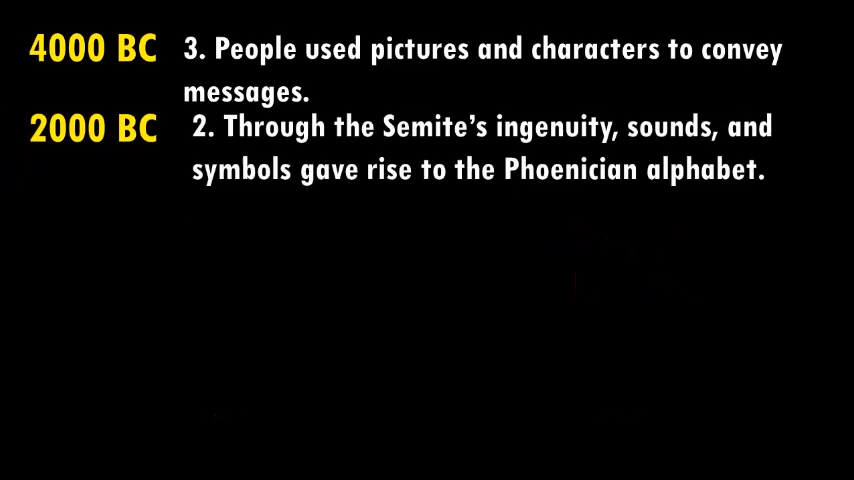 4000 BC 3. People used pictures and characters to convey
messages.
2000 BC 2. Through the Semite’s ingenuity, sounds, and
symbols gave rise to the Phoenician alphabet.